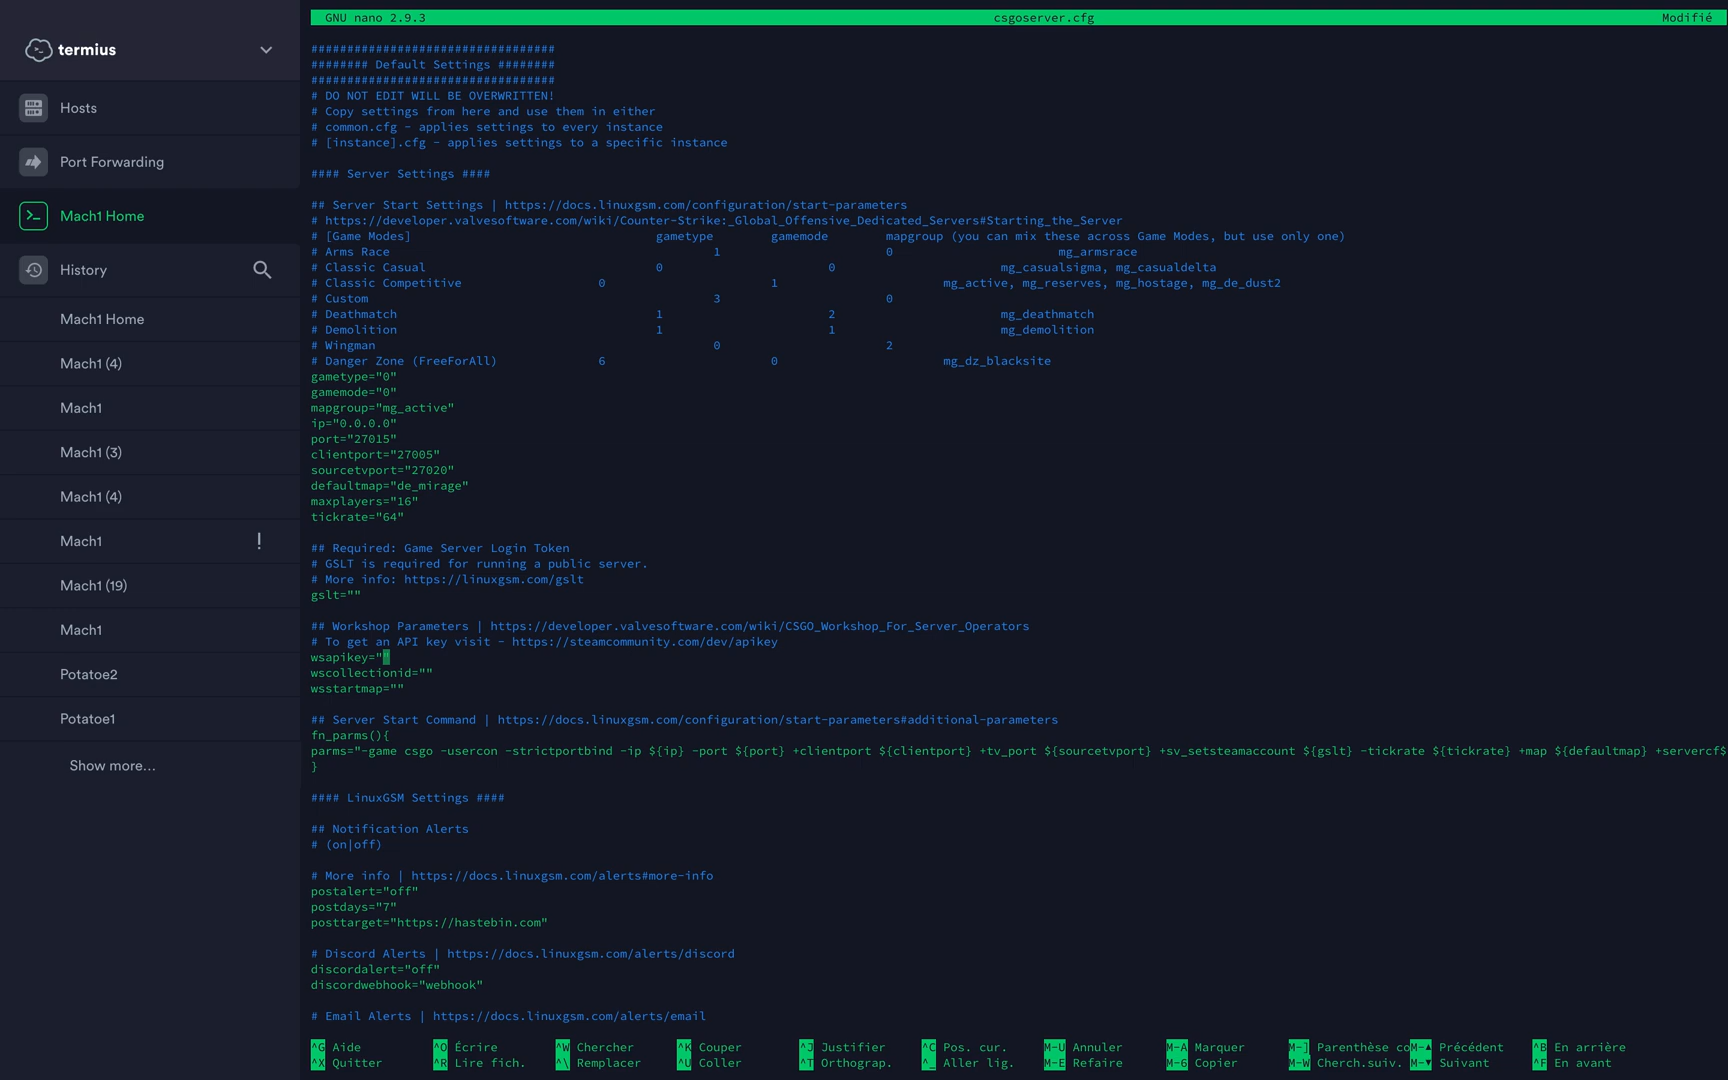 termius
Hosts
Port Forwarding
Mach1 Home
History
Mach1 Home
Mach1 (4)
Mach1
Mach1 (3)
Mach1 (4)
Mach1 !
Mach1 (19)
Mach1
Potatoe2
Potatoe1
Show more...
GNU nano 2.9.3 csgoserver.cfg Modifié
##################################
######## Default Settings ########
##################################
# DO NOT EDIT WILL BE OVERWRITTEN!
# Copy settings from here and use them in either
# common.cfg - applies settings to every instance
# [instance].cfg - applies settings to a specific instance
#### Server Settings ####
## Server Start Settings | https://docs.linuxgsm.com/configuration/start-parameters
# https://developer.valvesoftware.com/wiki/Counter-Strike:_Global_Offensive_Dedicated_Servers#Starting_the_Server
# [Game Modes] gametype gamemode mapgroup (you can mix these across Game Modes, but use only one)
# Arms Race 1 0 mg_armsrace
# Classic Casual 0 0 mg_casualsigma, mg_casualdelta
# Classic Competitive 0 1 mg_active, mg_reserves, mg_hostage, mg_de_dust2
# Custom 3 0
# Deathmatch 1 2 mg_deathmatch
# Demolition 1 1 mg_demolition
# Wingman 0 2
# Danger Zone (FreeForAll) 6 0 mg_dz_blacksite
gametype="0"
gamemode="0"
mapgroup="mg_active"
ip="0.0.0.0"
port="27015"
clientport="27005"
sourcetvport="27020"
defaultmap="de_mirage"
maxplayers="16"
tickrate="64"
## Required: Game Server Login Token
# GSLT is required for running a public server.
# More info: https://linuxgsm.com/gslt
gslt=""
## Workshop Parameters | https://developer.valvesoftware.com/wiki/CSGO_Workshop_For_Server_Operators
# To get an API key visit - https://steamcommunity.com/dev/apikey
wsapikey=""
wscollectionid=""
wsstartmap=""
## Server Start Command | https://docs.linuxgsm.com/configuration/start-parameters#additional-parameters
fn_parms(){
parms="-game csgo -usercon -strictportbind -ip ${ip} -port ${port} +clientport ${clientport} +tv_port ${sourcetvport} +sv_setsteamaccount ${gslt} -tickrate ${tickrate} +map ${defaultmap} +servercf$
}
#### LinuxGSM Settings ####
## Notification Alerts
# (on|off)
# More info | https://docs.linuxgsm.com/alerts#more-info
postalert="off"
postdays="7"
posttarget="https://hastebin.com"
# Discord Alerts | https://docs.linuxgsm.com/alerts/discord
discordalert="off"
discordwebhook="webhook"
# Email Alerts | https://docs.linuxgsm.com/alerts/email
^G Aide ^O Écrire ^W Chercher ^K Couper ^J Justifier ^C Pos. cur. M-U Annuler M-A Marquer M-] Parenthèse co M-▲ Précédent ^B En arrière
^X Quitter ^R Lire fich. ^\ Remplacer ^U Coller ^T Orthograp. ^_ Aller lig. M-E Refaire M-6 Copier M-W Cherch.suiv. M-▼ Suivant ^F En avant